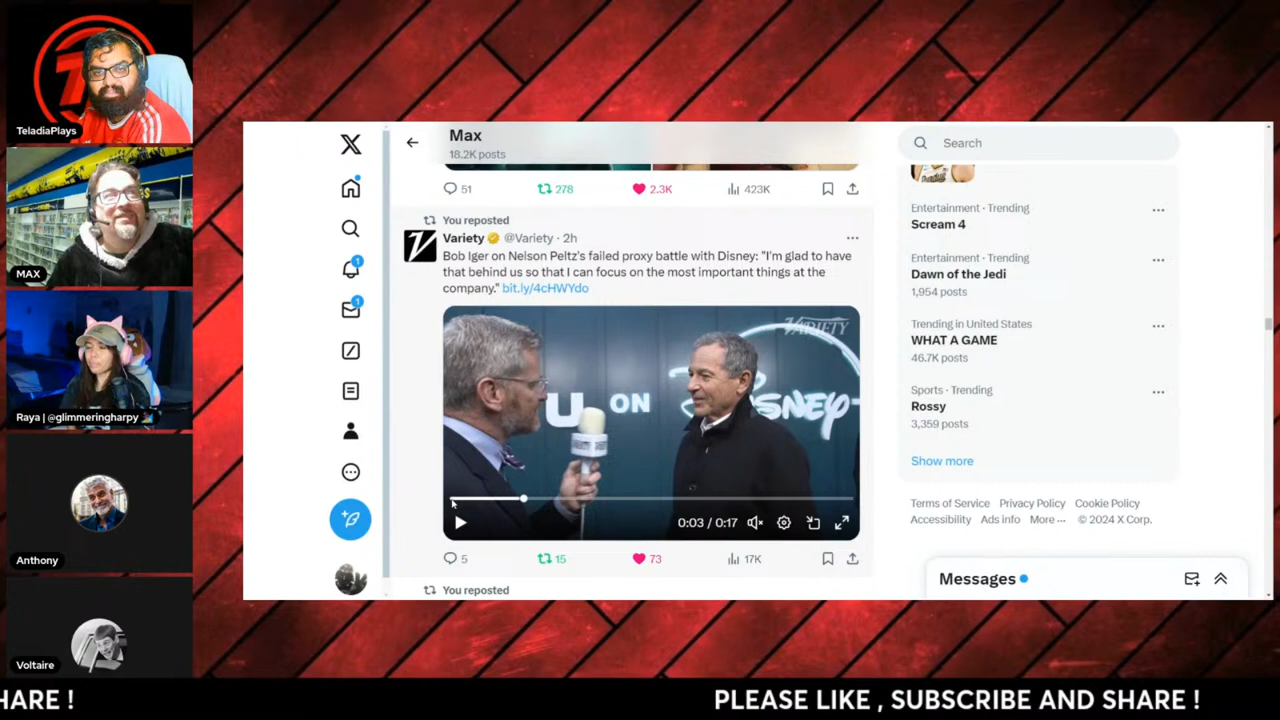 TeladiaPlays
MAX
Raya | @glimmeringharpy
Anthony
Voltaire
Max
18.2K posts
51
278
2.3K
423K
You reposted
Variety @Variety · 2h
Bob Iger on Nelson Peltz's failed proxy battle with Disney: "I'm glad to have
that behind us so that I can focus on the most important things at the
company." bit.ly/4cHWYdo
VARIETY
U ON DISNEY+
0:03 / 0:17
5
15
73
17K
You reposted
Search
Entertainment · Trending
Scream 4
Entertainment · Trending
Dawn of the Jedi
1,954 posts
Trending in United States
WHAT A GAME
46.7K posts
Sports · Trending
Rossy
3,359 posts
Show more
Terms of Service Privacy Policy Cookie Policy
Accessibility Ads info More ··· © 2024 X Corp.
Messages
1
1
HARE !
PLEASE LIKE , SUBSCRIBE AND SHARE !